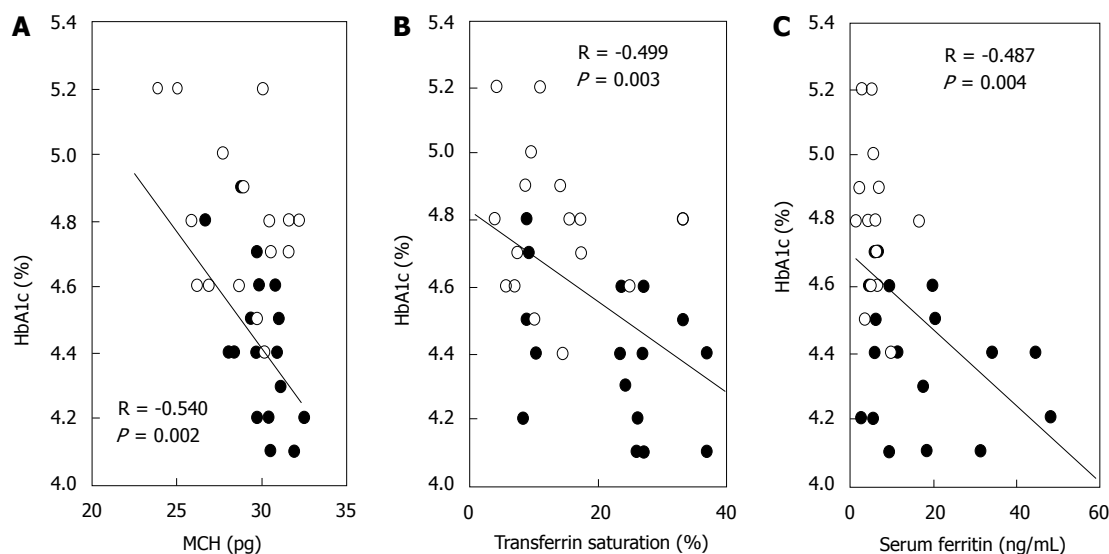 A
HbA1c (%)
5.4
5.2
5.0
4.8
4.6
4.4
4.2
4.0
R = -0.540
P = 0.002
20
25
30
35
MCH (pg)
B
HbA1c (%)
5.4
5.2
5.0
4.8
4.6
4.4
4.2
4.0
R = -0.499
P = 0.003
0
20
40
Transferrin saturation (%)
C
HbA1c (%)
5.4
5.2
5.0
4.8
4.6
4.4
4.2
4.0
R = -0.487
P = 0.004
0
20
40
60
Serum ferritin (ng/mL)